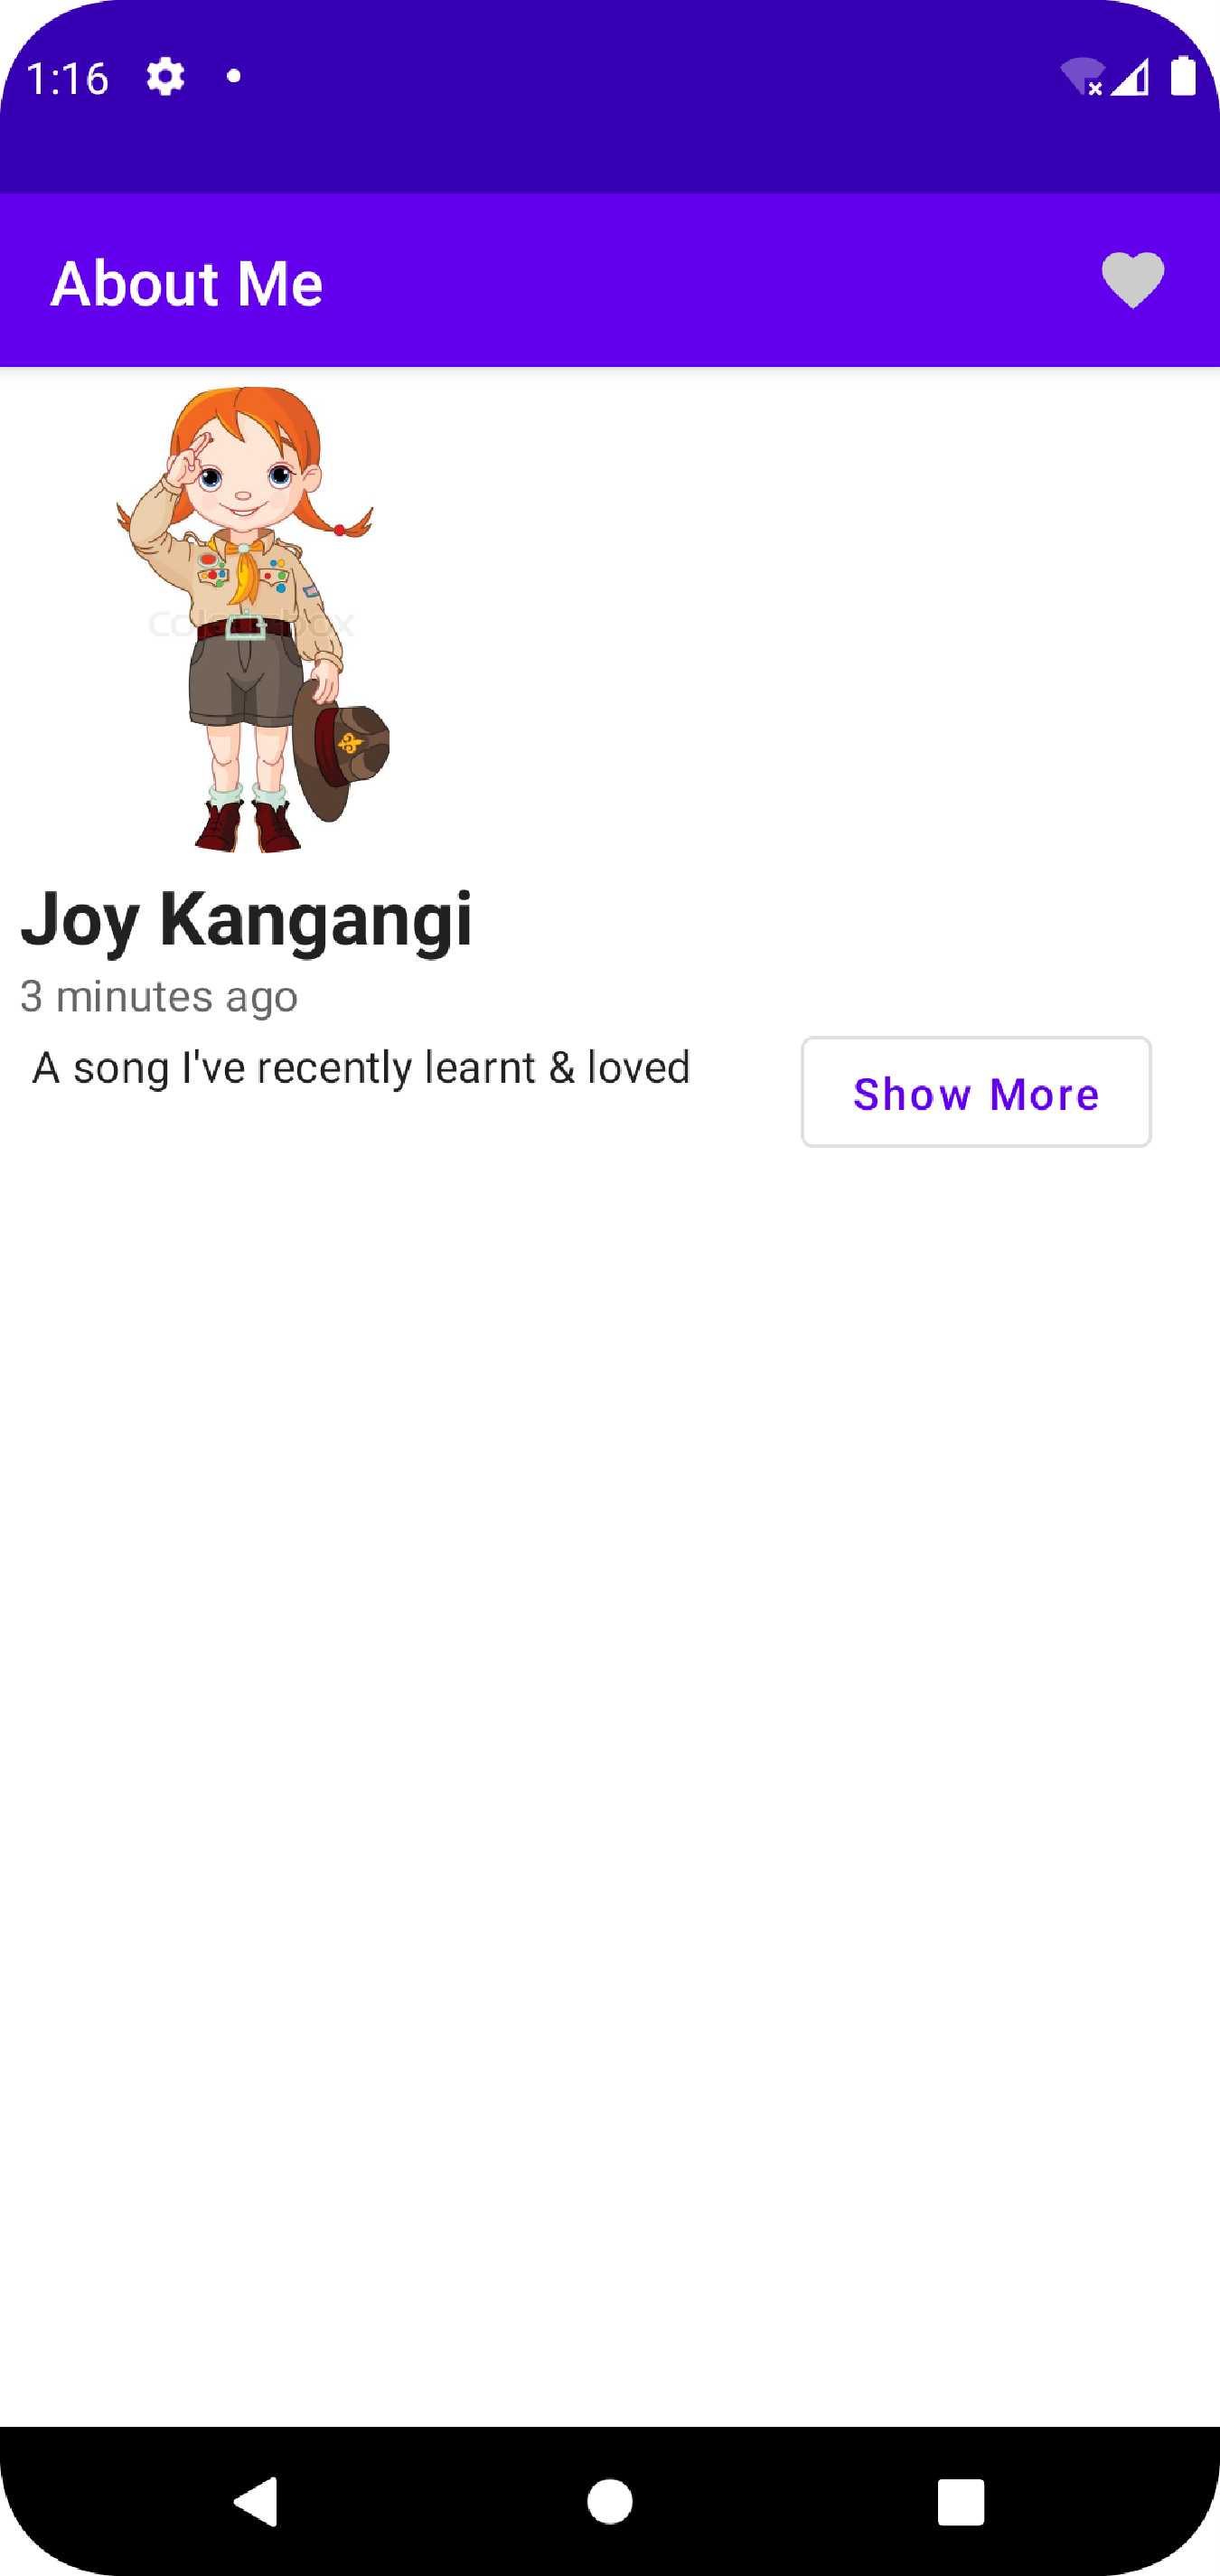 1:16
About Me
colourbox
Joy Kangangi
3 minutes ago
A song I've recently learnt & loved
Show More